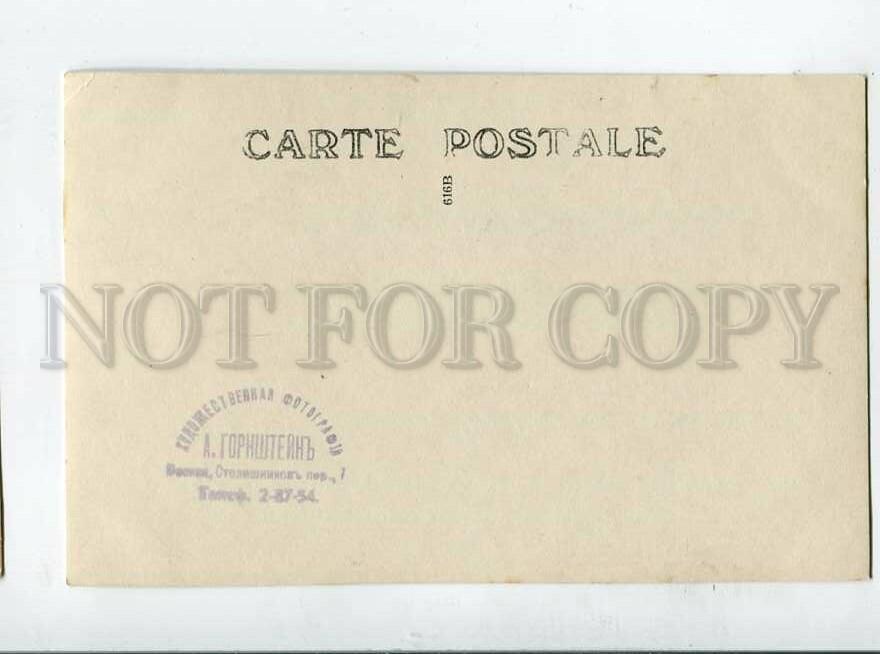 CARTE POSTALE
616B
NOT FOR COPY
ХУДОЖЕСТВЕННАЯ ФОТОГРАФІЯ
А. ГОРНШТЕЙНЪ
Москва, Столешниковъ пер., 7
Телеф. 2-87-54.